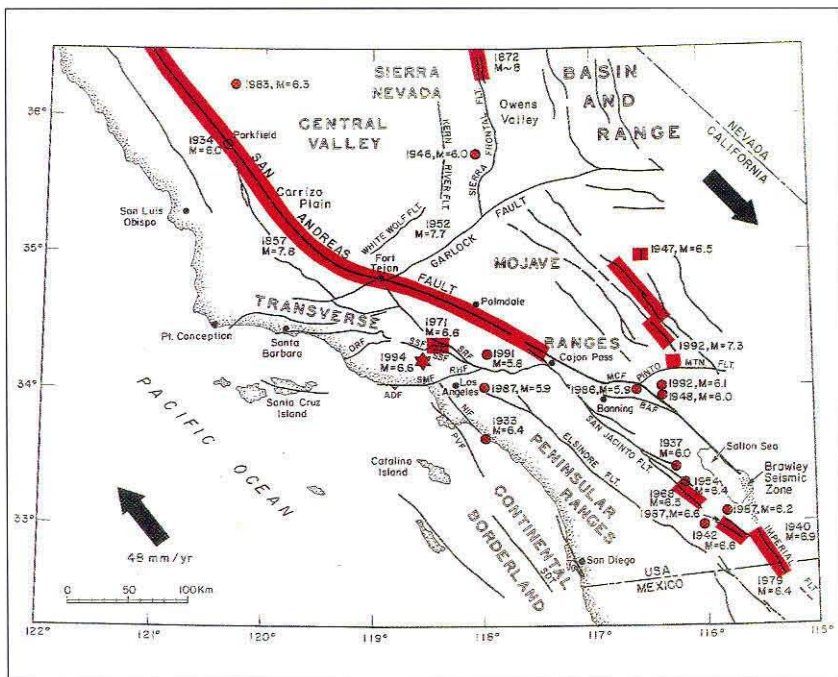 1872
M~8
SIERRA
NEVADA
BASIN
AND
RANGE
Owens
Valley
NEVADA
CALIFORNIA
36°
1983, M=6.3
CENTRAL
VALLEY
1934
M=6.0
Parkfield
KERN
RIVER FLT
1946, M=6.0
SIERRA
FRONTAL FLT.
SAN
ANDREAS
FAULT
Carrizo
Plain
San Luis
Obispo
WHITE WOLF FLT.
1952
M=7.7
GARLOCK
FAULT
35°
Fort
Tejon
MOJAVE
1947, M=6.5
Palmdale
TRANSVERSE
RANGES
1971
M=6.6
Pt. Conception
Santa
Barbara
ORF
SSF
SSF
SRF
1994
M=6.6
1991
M=5.8
Cajon Pass
1992, M=7.3
PINTO
MTN
FLT.
MCF
34°
SMF
RHF
Los
Angeles
1987, M=5.9
1986, M=5.9
1992, M=6.1
1948, M=6.0
Banning
BAF
ADF
Santa Cruz
Island
NIF
PVF
1933
M=6.4
SAN JACINTO FLT.
ELSINORE
FLT.
1937
M=6.0
Salton Sea
Brawley
Seismic
Zone
1954
M=6.4
PACIFIC OCEAN
Catalina
Island
PENINSULAR
RANGES
1968
M=6.5
1987, M=6.6
1987, M=6.2
33°
CONTINENTAL
BORDERLAND
1942
M=6.6
1940
M=6.9
IMPERIAL
FLT
48 mm/yr
San Diego
USA
MEXICO
1979
M=6.4
0 50 100Km
122° 121° 120° 119° 118° 117° 116° 115°